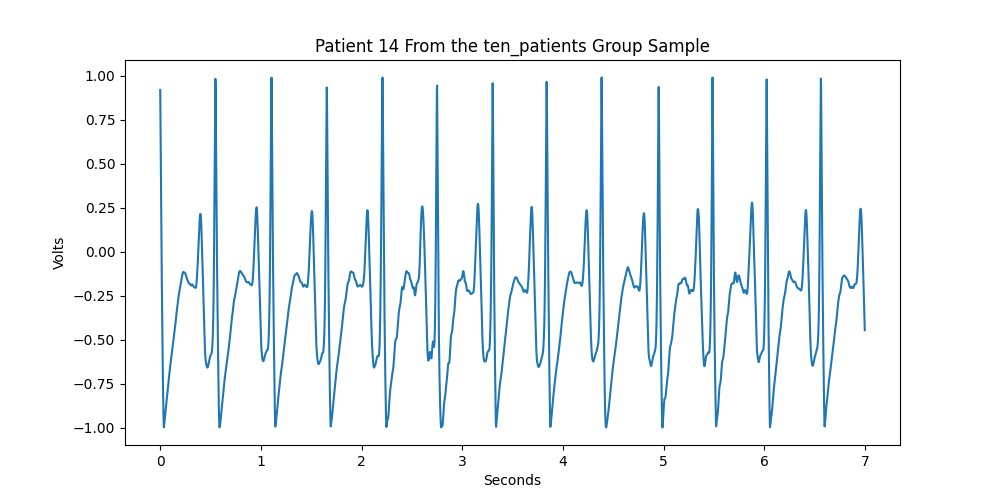 Patient 14 From the ten_patients Group Sample
1.00
0.75
0.50
0.25
0.00
−0.25
−0.50
−0.75
−1.00
Volts
0 1 2 3 4 5 6 7
Seconds